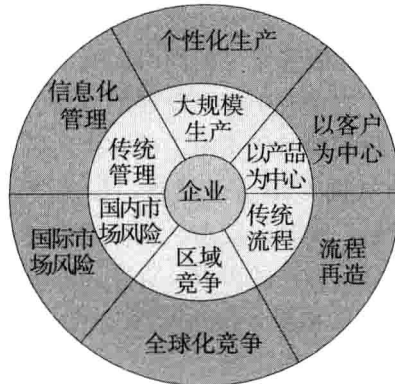 个性化生产
信息化
管理
大规模
生产
以客户
为中心
传统
管理
以产品
为中心
企业
国内市
场风险
传统
流程
国际市
场风险
区域
竞争
流程
再造
全球化竞争